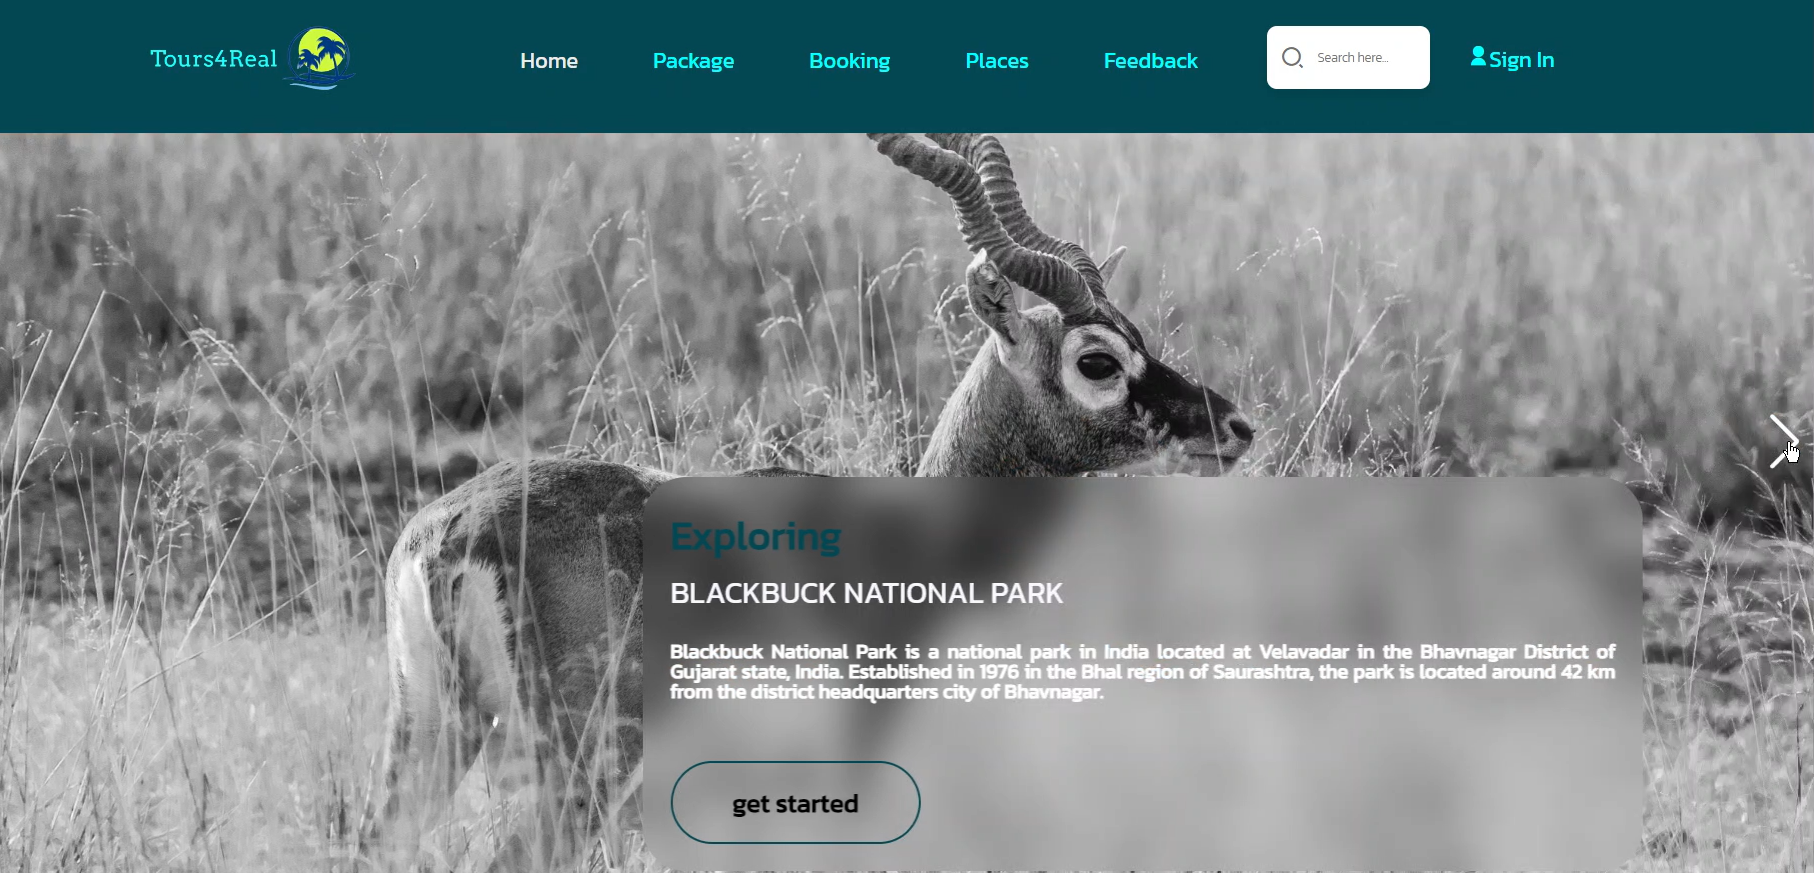 Tours4Real
Home
Package
Booking
Places
Feedback
Search here...
Sign In
Exploring
BLACKBUCK NATIONAL PARK
Blackbuck National Park is a national park in India located at Velavadar in the Bhavnagar District of
Gujarat state, India. Established in 1976 in the Bhal region of Saurashtra, the park is located around 42 km
from the district headquarters city of Bhavnagar.
get started